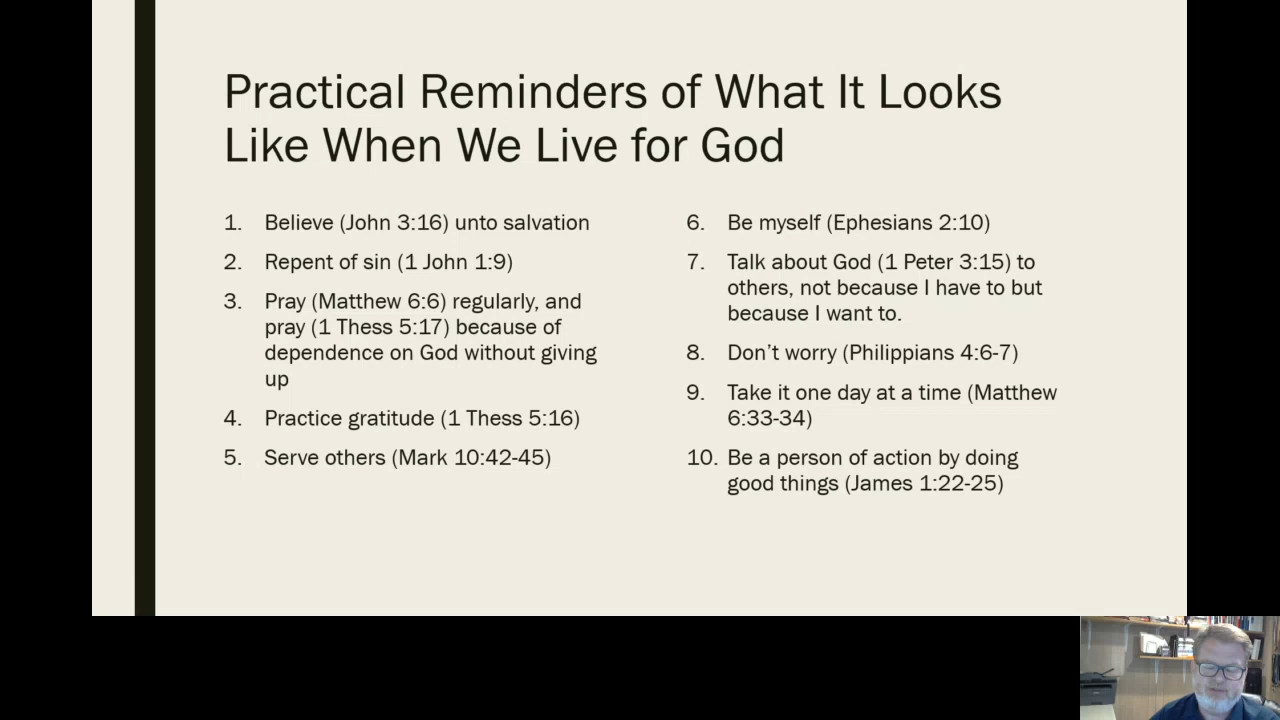 Practical Reminders of What It Looks
Like When We Live for God
1. Believe (John 3:16) unto salvation
2. Repent of sin (1 John 1:9)
3. Pray (Matthew 6:6) regularly, and
pray (1 Thess 5:17) because of
dependence on God without giving
up
4. Practice gratitude (1 Thess 5:16)
5. Serve others (Mark 10:42-45)
6. Be myself (Ephesians 2:10)
7. Talk about God (1 Peter 3:15) to
others, not because I have to but
because I want to.
8. Don’t worry (Philippians 4:6-7)
9. Take it one day at a time (Matthew
6:33-34)
10. Be a person of action by doing
good things (James 1:22-25)